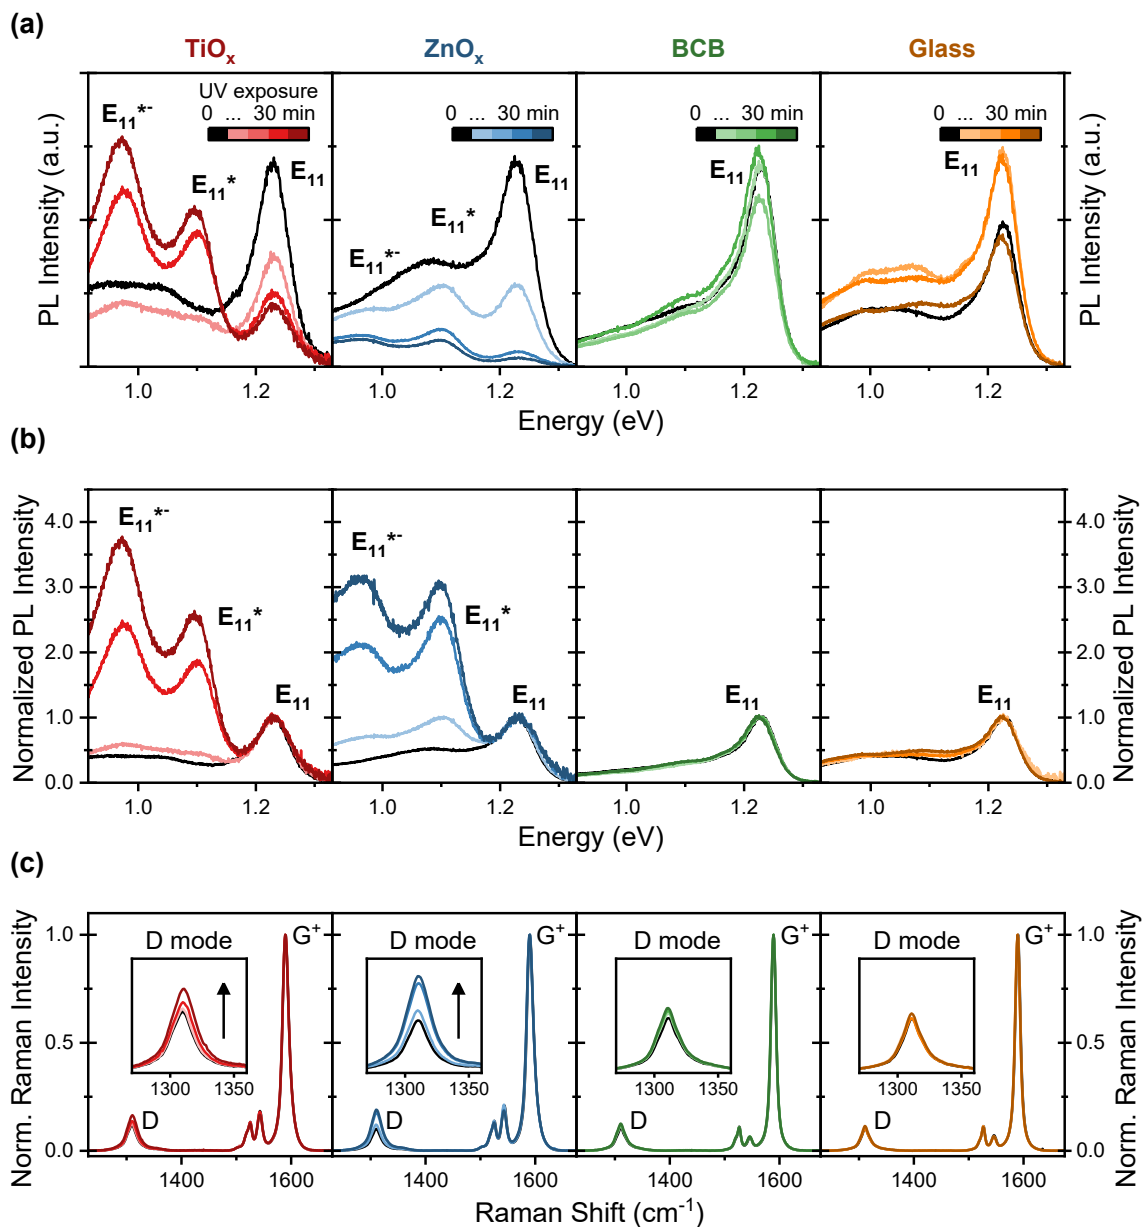 (a)
TiOx ZnOx BCB Glass
UV exposure
0 ... 30 min 0 ... 30 min 0 ... 30 min 0 ... 30 min
E11*- E11* E11
E11*- E11* E11
E11
E11
PL Intensity (a.u.)
PL Intensity (a.u.)
1.0 1.2 1.0 1.2 1.0 1.2 1.0 1.2
Energy (eV)
(b)
Normalized PL Intensity
Normalized PL Intensity
4.0 4.0
3.0 3.0
2.0 2.0
1.0 1.0
0.0 0.0
E11*- E11* E11
E11*- E11* E11
E11
E11
1.0 1.2 1.0 1.2 1.0 1.2 1.0 1.2
Energy (eV)
(c)
Norm. Raman Intensity
Norm. Raman Intensity
1.0 1.0
0.5 0.5
0.0 0.0
D mode G+ D mode G+ D mode G+ D mode G+
1300 1350 1300 1350 1300 1350 1300 1350
D D D D
1400 1600 1400 1600 1400 1600 1400 1600
Raman Shift (cm-1)